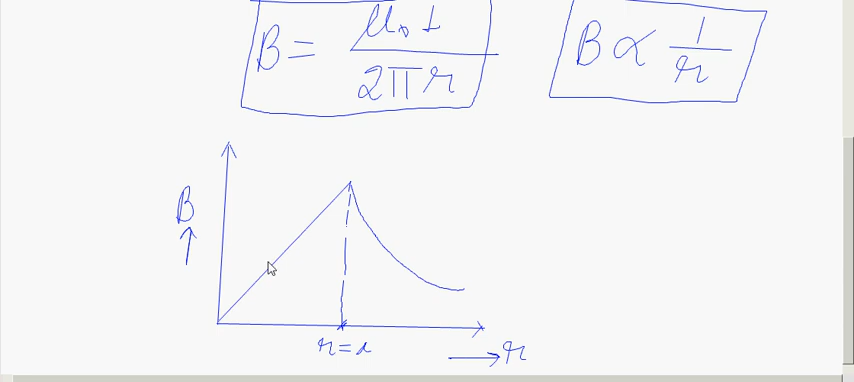 B = μ₀ I / 2πr
B ∝ 1/r
B
r = a
r